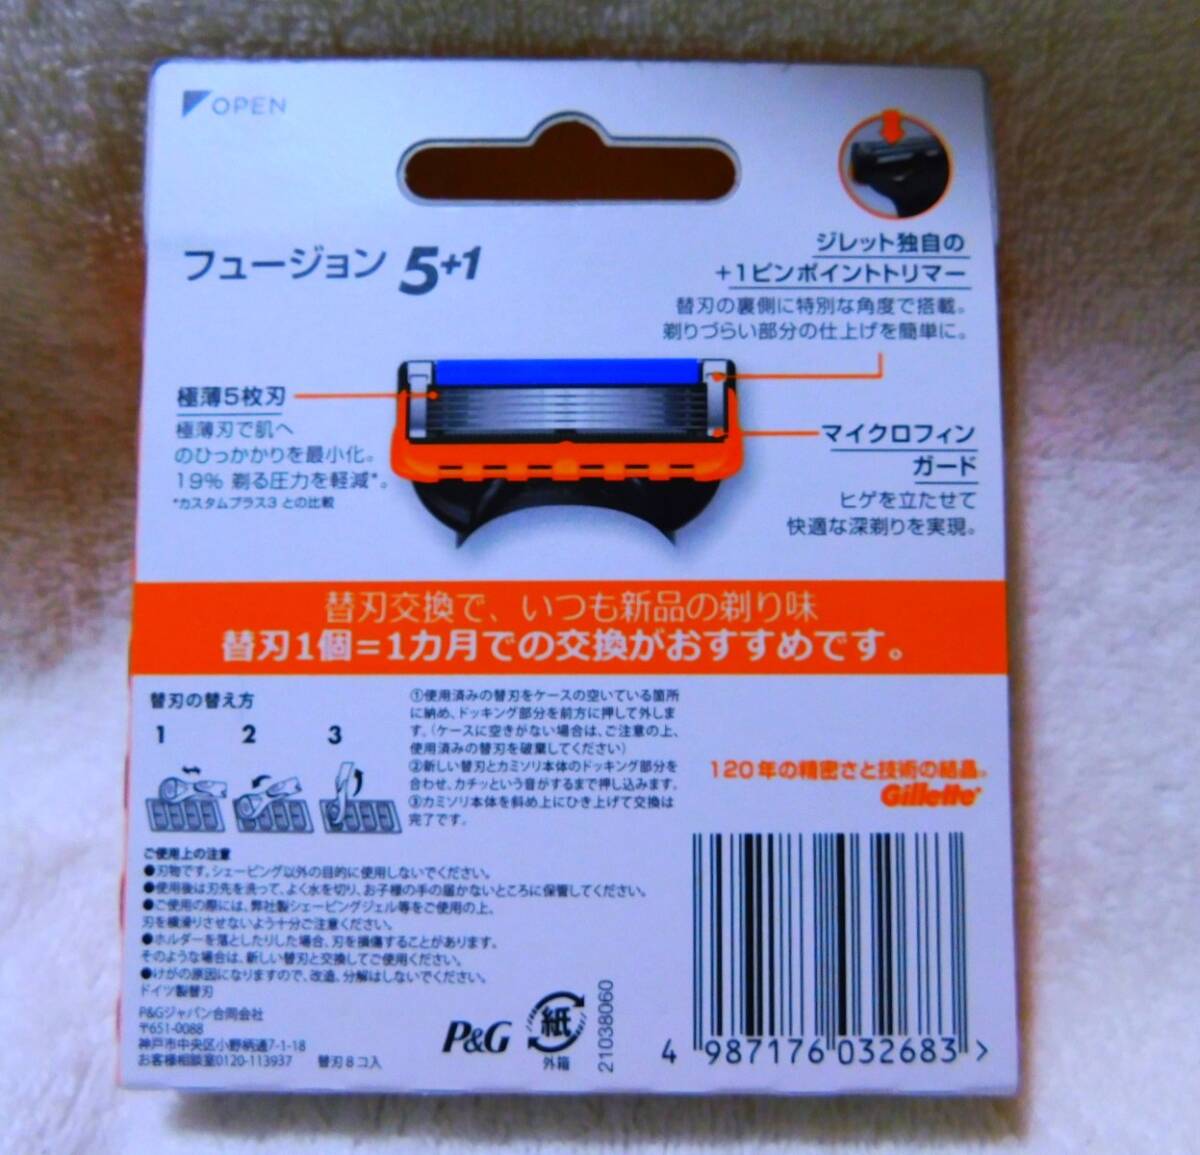 OPEN
フュージョン 5+1
ジレット独自の
+1ピンポイントトリマー
替刃の裏側に特別な角度で搭載。
剃りづらい部分の仕上げを簡単に。
極薄5枚刃
極薄刃で肌へ
のひっかかりを最小化。
19% 剃る圧力を軽減*。
*カスタムプラス3 との比較
マイクロフィン
ガード
ヒゲを立たせて
快適な深剃りを実現。
替刃交換で、いつも新品の剃り味
替刃1個=1カ月での交換がおすすめです。
替刃の替え方
1 2 3
①使用済みの替刃をケースの空いている箇所
に納め、ドッキング部分を前方に押して外しま
す。(ケースに空きがない場合は、ご注意の上、
使用済みの替刃を破棄してください)
②新しい替刃とカミソリ本体のドッキング部分を
合わせ、カチッという音がするまで押し込みます。
③カミソリ本体を斜め上にひき上げて交換は
完了です。
120年の精密さと技術の結晶。
Gillette
ご使用上の注意
●刃物です。シェービング以外の目的に使用しないでください。
●使用後は刃先を洗って、よく水を切り、お子様の手の届かないところに保管してください。
●ご使用の際には、弊社製シェービングジェル等をご使用の上、
刃を横滑りさせないよう十分ご注意ください。
●ホルダーを落としたりした場合、刃を損傷することがあります。
そのような場合は、新しい替刃と交換してご使用ください。
●けがの原因になりますので、改造、分解はしないでください。
ドイツ製替刃
P&Gジャパン合同会社
〒651-0088
神戸市中央区小野柄通7-1-18
お客様相談室0120-113937 替刃8コ入
P&G
紙
外箱
21038060
4 987176 032683 >